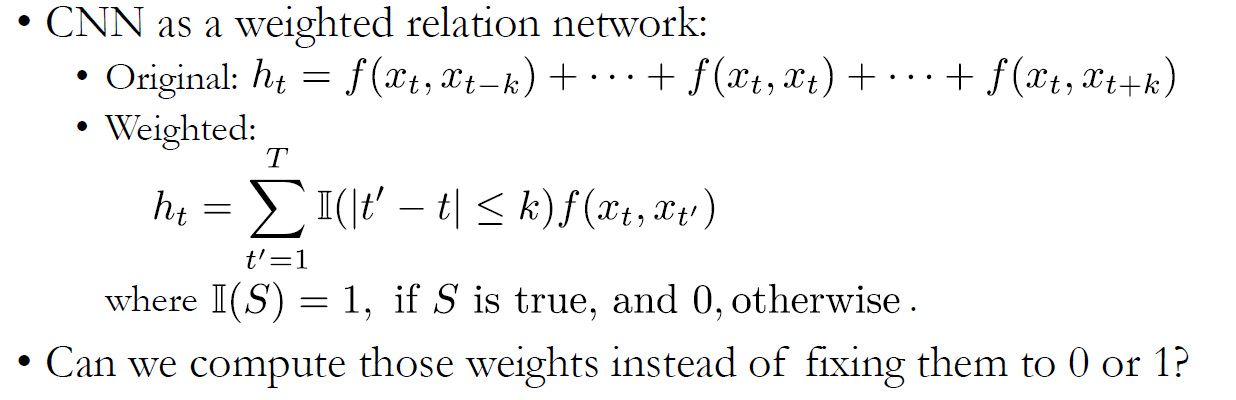 • CNN as a weighted relation network:
• Original: h_t = f(x_t, x_{t−k}) + · · · + f(x_t, x_t) + · · · + f(x_t, x_{t+k})
• Weighted:
h_t = \sum_{t'=1}^{T} 𝕀(|t' − t| ≤ k) f(x_t, x_{t'})
where 𝕀(S) = 1, if S is true, and 0, otherwise.
• Can we compute those weights instead of fixing them to 0 or 1?